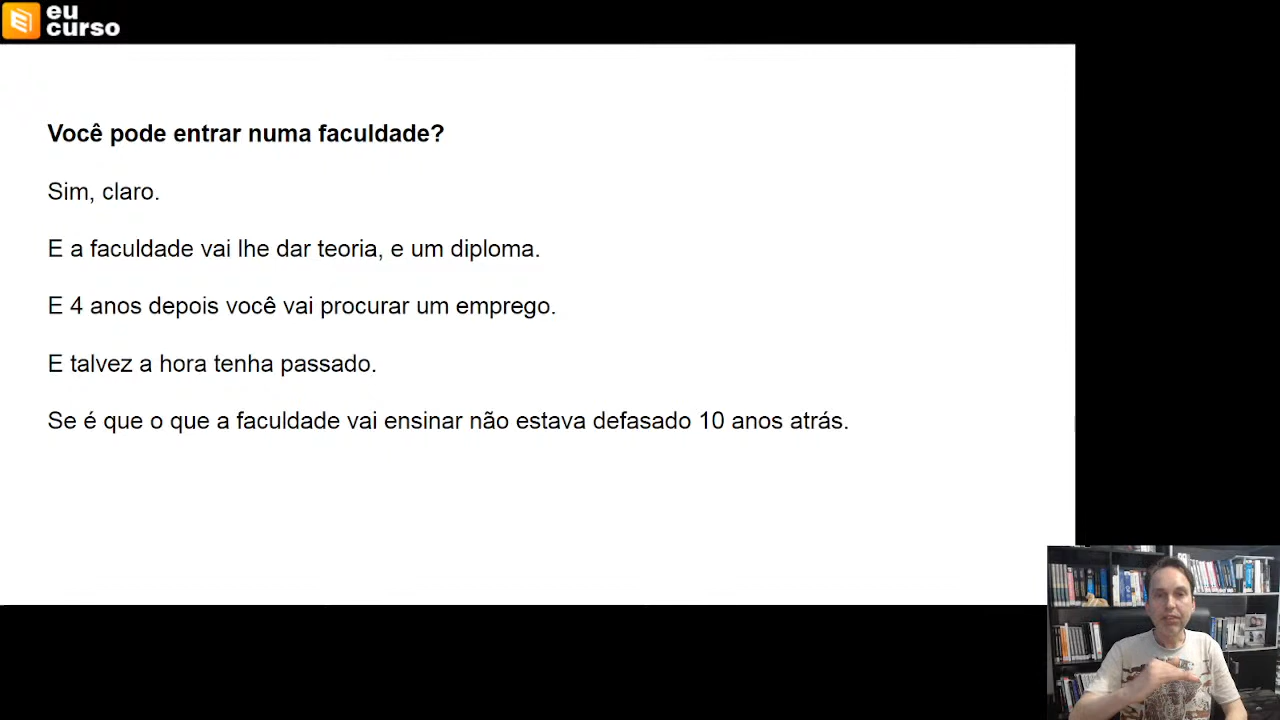 eu
curso
Você pode entrar numa faculdade?
Sim, claro.
E a faculdade vai lhe dar teoria, e um diploma.
E 4 anos depois você vai procurar um emprego.
E talvez a hora tenha passado.
Se é que o que a faculdade vai ensinar não estava defasado 10 anos atrás.